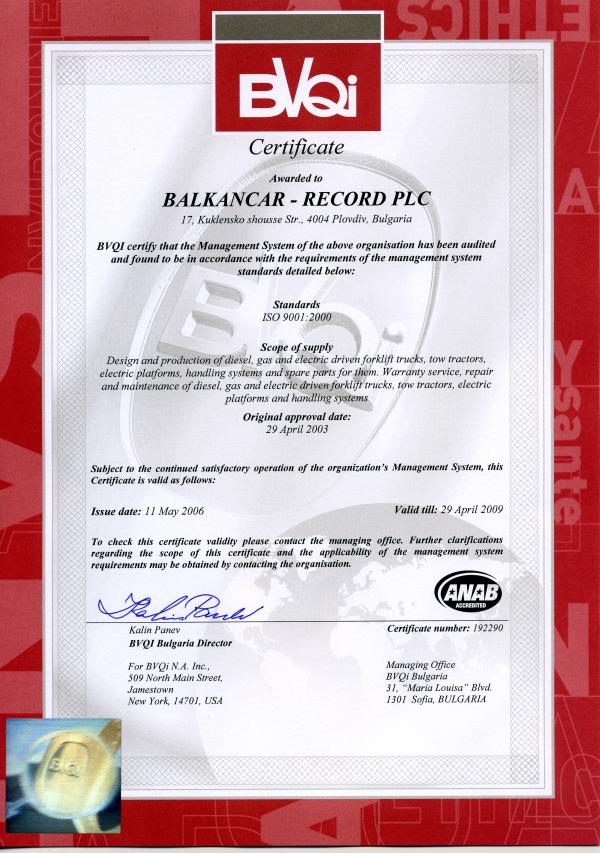 BVQi
Certificate
Awarded to
BALKANCAR - RECORD PLC
17, Kuklensko shousse Str., 4004 Plovdiv, Bulgaria
BVQI certify that the Management System of the above organisation has been audited
and found to be in accordance with the requirements of the management system
standards detailed below:
Standards
ISO 9001:2000
Scope of supply
Design and production of diesel, gas and electric driven forklift trucks, tow tractors,
electric platforms, handling systems and spare parts for them. Warranty service, repair
and maintenance of diesel, gas and electric driven forklift trucks, tow tractors, electric
platforms and handling systems
Original approval date:
29 April 2003
Subject to the continued satisfactory operation of the organization's Management System, this
Certificate is valid as follows:
Issue date: 11 May 2006 Valid till: 29 April 2009
To check this certificate validity please contact the managing office. Further clarifications
regarding the scope of this certificate and the applicability of the management system
requirements may be obtained by contacting the organisation.
ANAB
ACCREDITED
Kalin Panev
BVQI Bulgaria Director
Certificate number: 192290
For BVQi N.A. Inc.,
509 North Main Street,
Jamestown
New York, 14701, USA
Managing Office
BVQi Bulgaria
31, "Maria Louisa" Blvd.
1301 Sofia, BULGARIA
BVQi
ETHICS
Ysanté